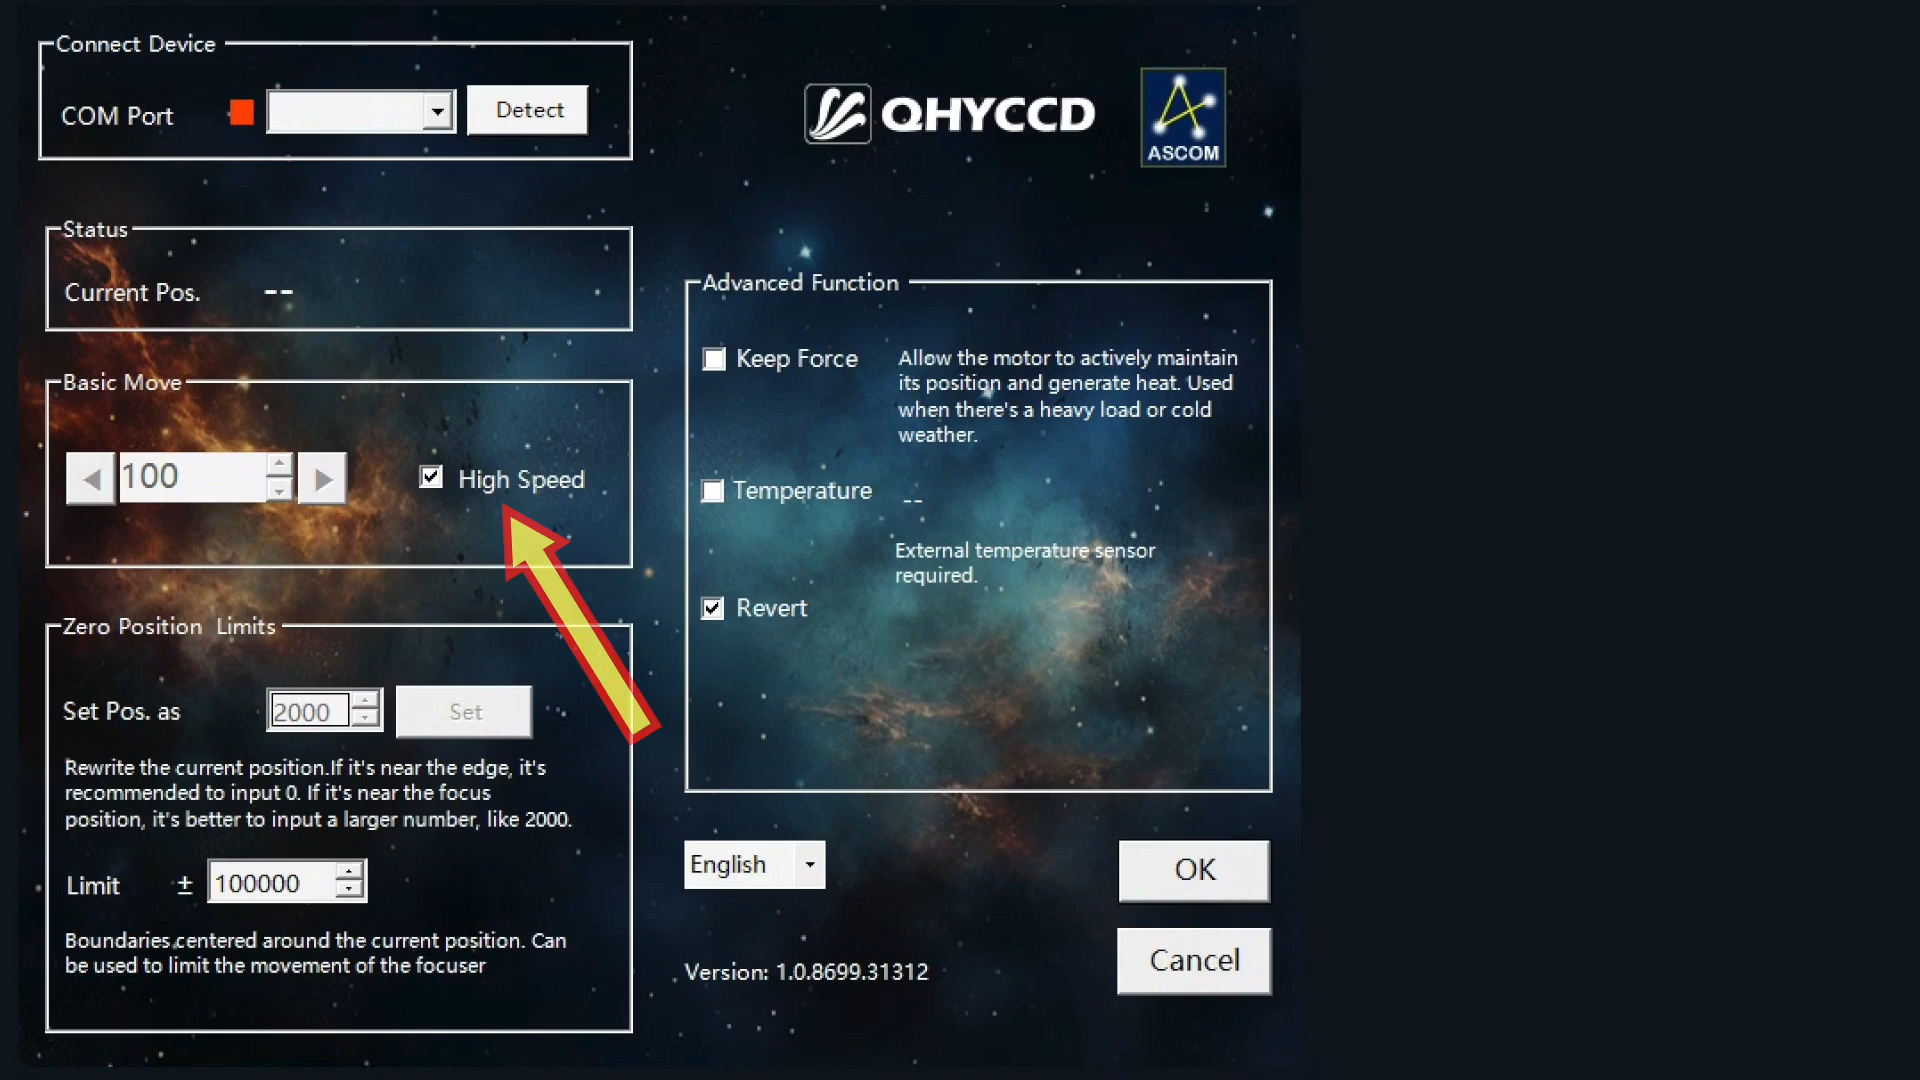 Connect Device
COM Port
Detect
QHYCCD
ASCOM
Status
Current Pos. --
Basic Move
100
High Speed
Zero Position Limits
Set Pos. as
2000
Set
Rewrite the current position.If it's near the edge, it's
recommended to input 0. If it's near the focus
position, it's better to input a larger number, like 2000.
Limit ± 100000
Boundaries centered around the current position. Can
be used to limit the movement of the focuser
Advanced Function
Keep Force
Allow the motor to actively maintain
its position and generate heat. Used
when there's a heavy load or cold
weather.
Temperature --
External temperature sensor
required.
Revert
English
OK
Cancel
Version: 1.0.8699.31312